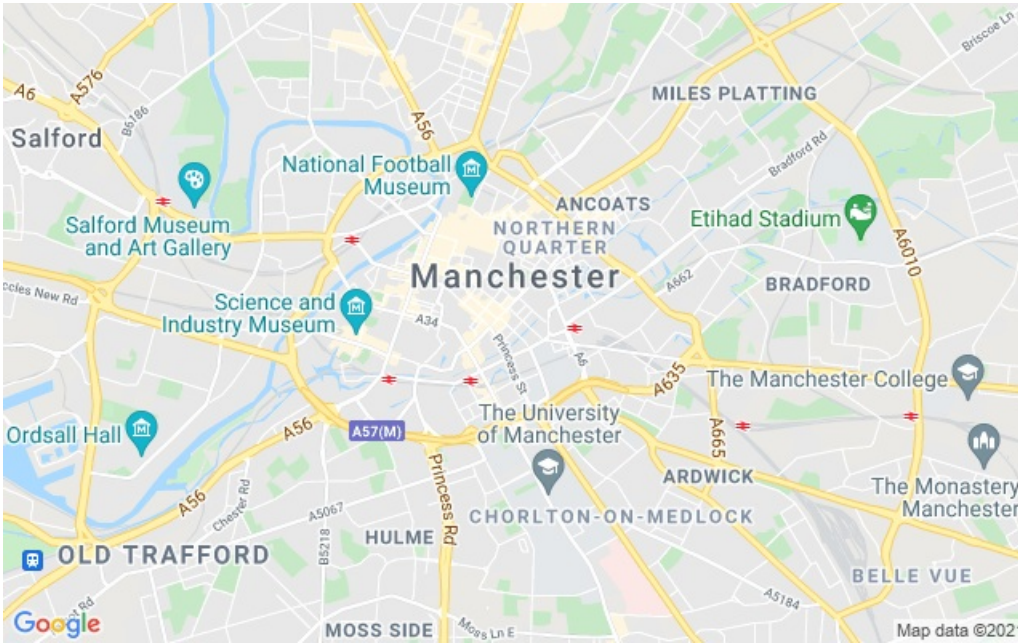 Briscoe Ln
A576
A6
B6186
A56
MILES PLATTING
Salford
Bradford Rd
National Football
Museum
ANCOATS
Salford Museum
and Art Gallery
NORTHERN
QUARTER
Etihad Stadium
A6010
Manchester
A662
BRADFORD
ccles New Rd
Science and
Industry Museum
A34
Princess St
A6
A635
The Manchester College
Ordsall Hall
A56
A57(M)
The University
of Manchester
A665
Princess Rd
ARDWICK
The Monastery
Manchester
A56
Chester Rd
A5067
CHORLTON-ON-MEDLOCK
B5218
HULME
OLD TRAFFORD
BELLE VUE
A5184
ot Rd
Google
MOSS SIDE
Moss Ln E
Map data ©202